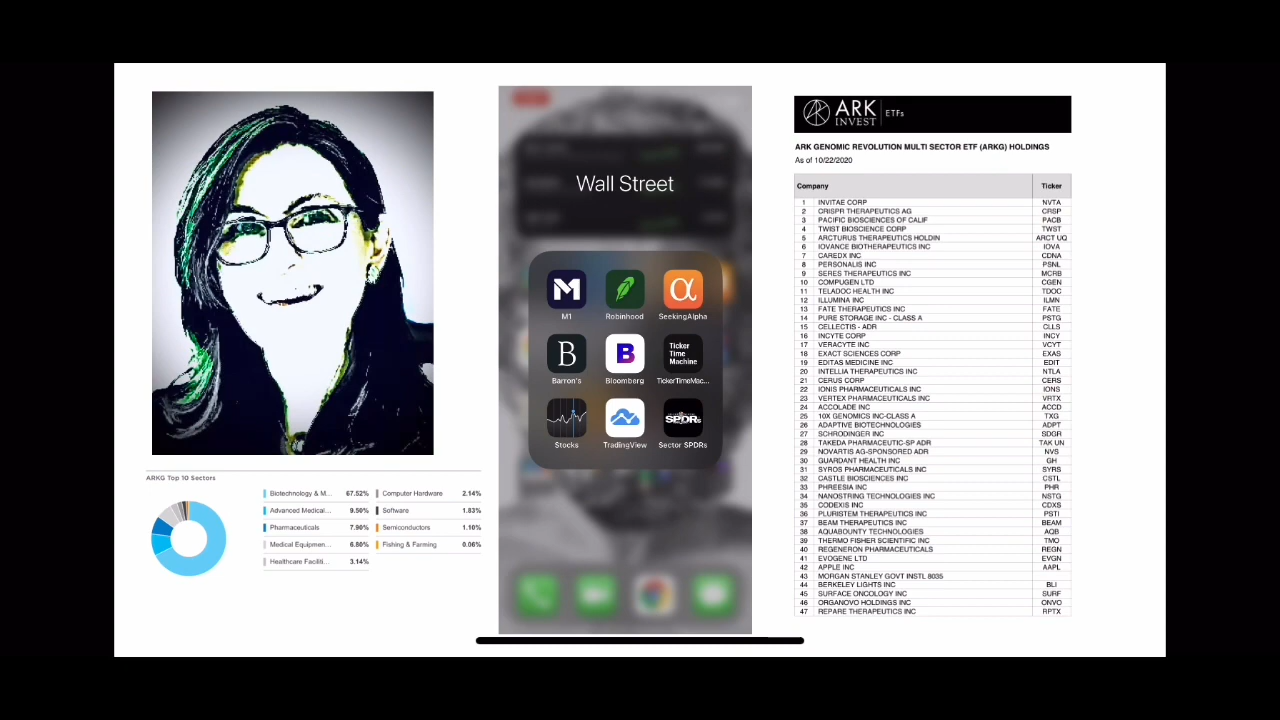 ARKG Top 10 Sectors
Biotechnology & M... 67.52% Computer Hardware 2.14%
Advanced Medical... 9.50% Software 1.83%
Pharmaceuticals 7.90% Semiconductors 1.10%
Medical Equipmen... 6.80% Fishing & Farming 0.06%
Healthcare Faciliti... 3.14%
Wall Street
M1 Robinhood SeekingAlpha
Ticker
Time
Machine
Barron's Bloomberg TickerTimeMac...
SPDRs
Stocks TradingView Sector SPDRs
ARK
INVEST
ETFs
ARK GENOMIC REVOLUTION MULTI SECTOR ETF (ARKG) HOLDINGS
As of 10/22/2020
Company Ticker
1 INVITAE CORP NVTA
2 CRISPR THERAPEUTICS AG CRSP
3 PACIFIC BIOSCIENCES OF CALIF PACB
4 TWIST BIOSCIENCE CORP TWST
5 ARCTURUS THERAPEUTICS HOLDIN ARCT UQ
6 IOVANCE BIOTHERAPEUTICS INC IOVA
7 CAREDX INC CDNA
8 PERSONALIS INC PSNL
9 SERES THERAPEUTICS INC MCRB
10 COMPUGEN LTD CGEN
11 TELADOC HEALTH INC TDOC
12 ILLUMINA INC ILMN
13 FATE THERAPEUTICS INC FATE
14 PURE STORAGE INC - CLASS A PSTG
15 CELLECTIS - ADR CLLS
16 INCYTE CORP INCY
17 VERACYTE INC VCYT
18 EXACT SCIENCES CORP EXAS
19 EDITAS MEDICINE INC EDIT
20 INTELLIA THERAPEUTICS INC NTLA
21 CERUS CORP CERS
22 IONIS PHARMACEUTICALS INC IONS
23 VERTEX PHARMACEUTICALS INC VRTX
24 ACCOLADE INC ACCD
25 10X GENOMICS INC-CLASS A TXG
26 ADAPTIVE BIOTECHNOLOGIES ADPT
27 SCHRODINGER INC SDGR
28 TAKEDA PHARMACEUTIC-SP ADR TAK UN
29 NOVARTIS AG-SPONSORED ADR NVS
30 GUARDANT HEALTH INC GH
31 SYROS PHARMACEUTICALS INC SYRS
32 CASTLE BIOSCIENCES INC CSTL
33 PHREESIA INC PHR
34 NANOSTRING TECHNOLOGIES INC NSTG
35 CODEXIS INC CDXS
36 PLURISTEM THERAPEUTICS INC PSTI
37 BEAM THERAPEUTICS INC BEAM
38 AQUABOUNTY TECHNOLOGIES AQB
39 THERMO FISHER SCIENTIFIC INC TMO
40 REGENERON PHARMACEUTICALS REGN
41 EVOGENE LTD EVGN
42 APPLE INC AAPL
43 MORGAN STANLEY GOVT INSTL 8035
44 BERKELEY LIGHTS INC BLI
45 SURFACE ONCOLOGY INC SURF
46 ORGANOVO HOLDINGS INC ONVO
47 REPARE THERAPEUTICS INC RPTX